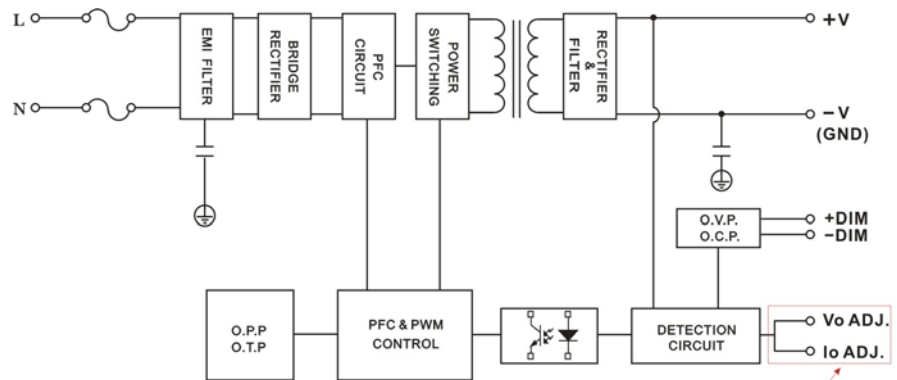 L
N
EMI FILTER
BRIDGE
RECTIFIER
PFC
CIRCUIT
POWER
SWITCHING
RECTIFIER
&
FILTER
+V
−V
(GND)
O.V.P.
O.C.P.
+DIM
−DIM
O.P.P
O.T.P
PFC & PWM
CONTROL
DETECTION
CIRCUIT
Vo ADJ.
Io ADJ.